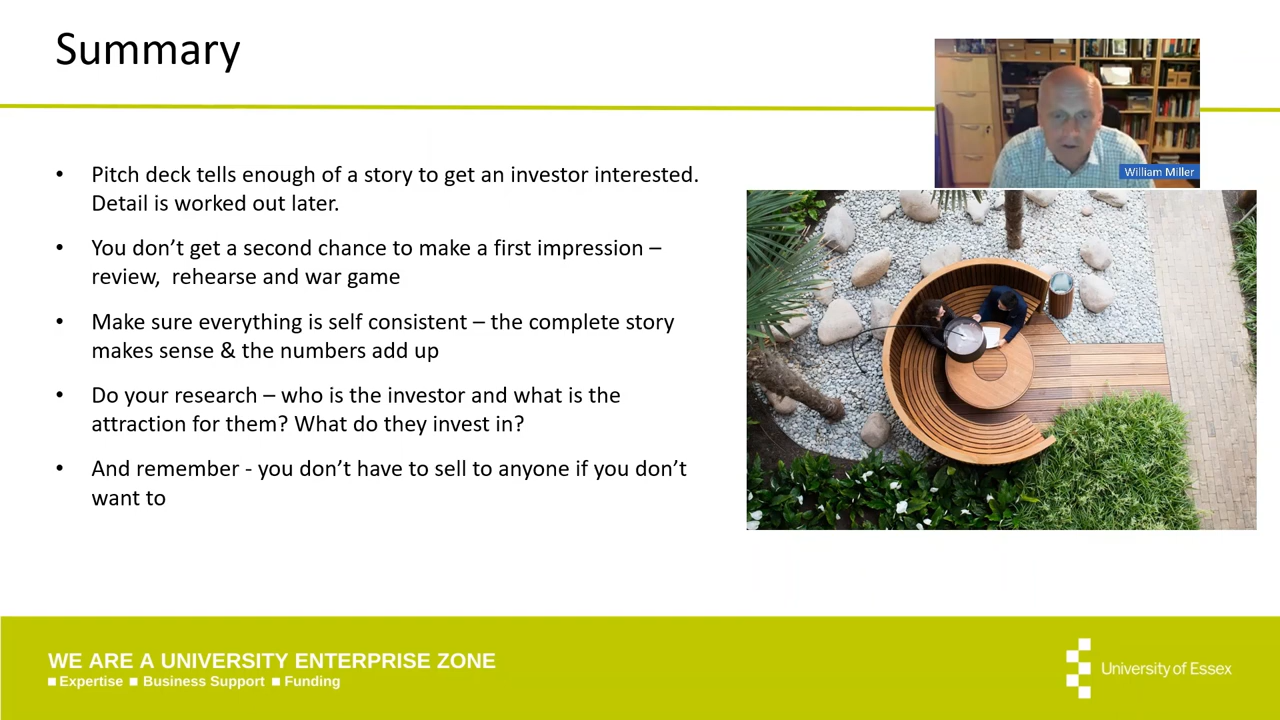 Summary
William Miller
• Pitch deck tells enough of a story to get an investor interested.
Detail is worked out later.
• You don’t get a second chance to make a first impression –
review,  rehearse and war game
• Make sure everything is self consistent – the complete story
makes sense & the numbers add up
• Do your research – who is the investor and what is the
attraction for them? What do they invest in?
• And remember - you don’t have to sell to anyone if you don’t
want to
WE ARE A UNIVERSITY ENTERPRISE ZONE
■ Expertise ■ Business Support ■ Funding
University of Essex